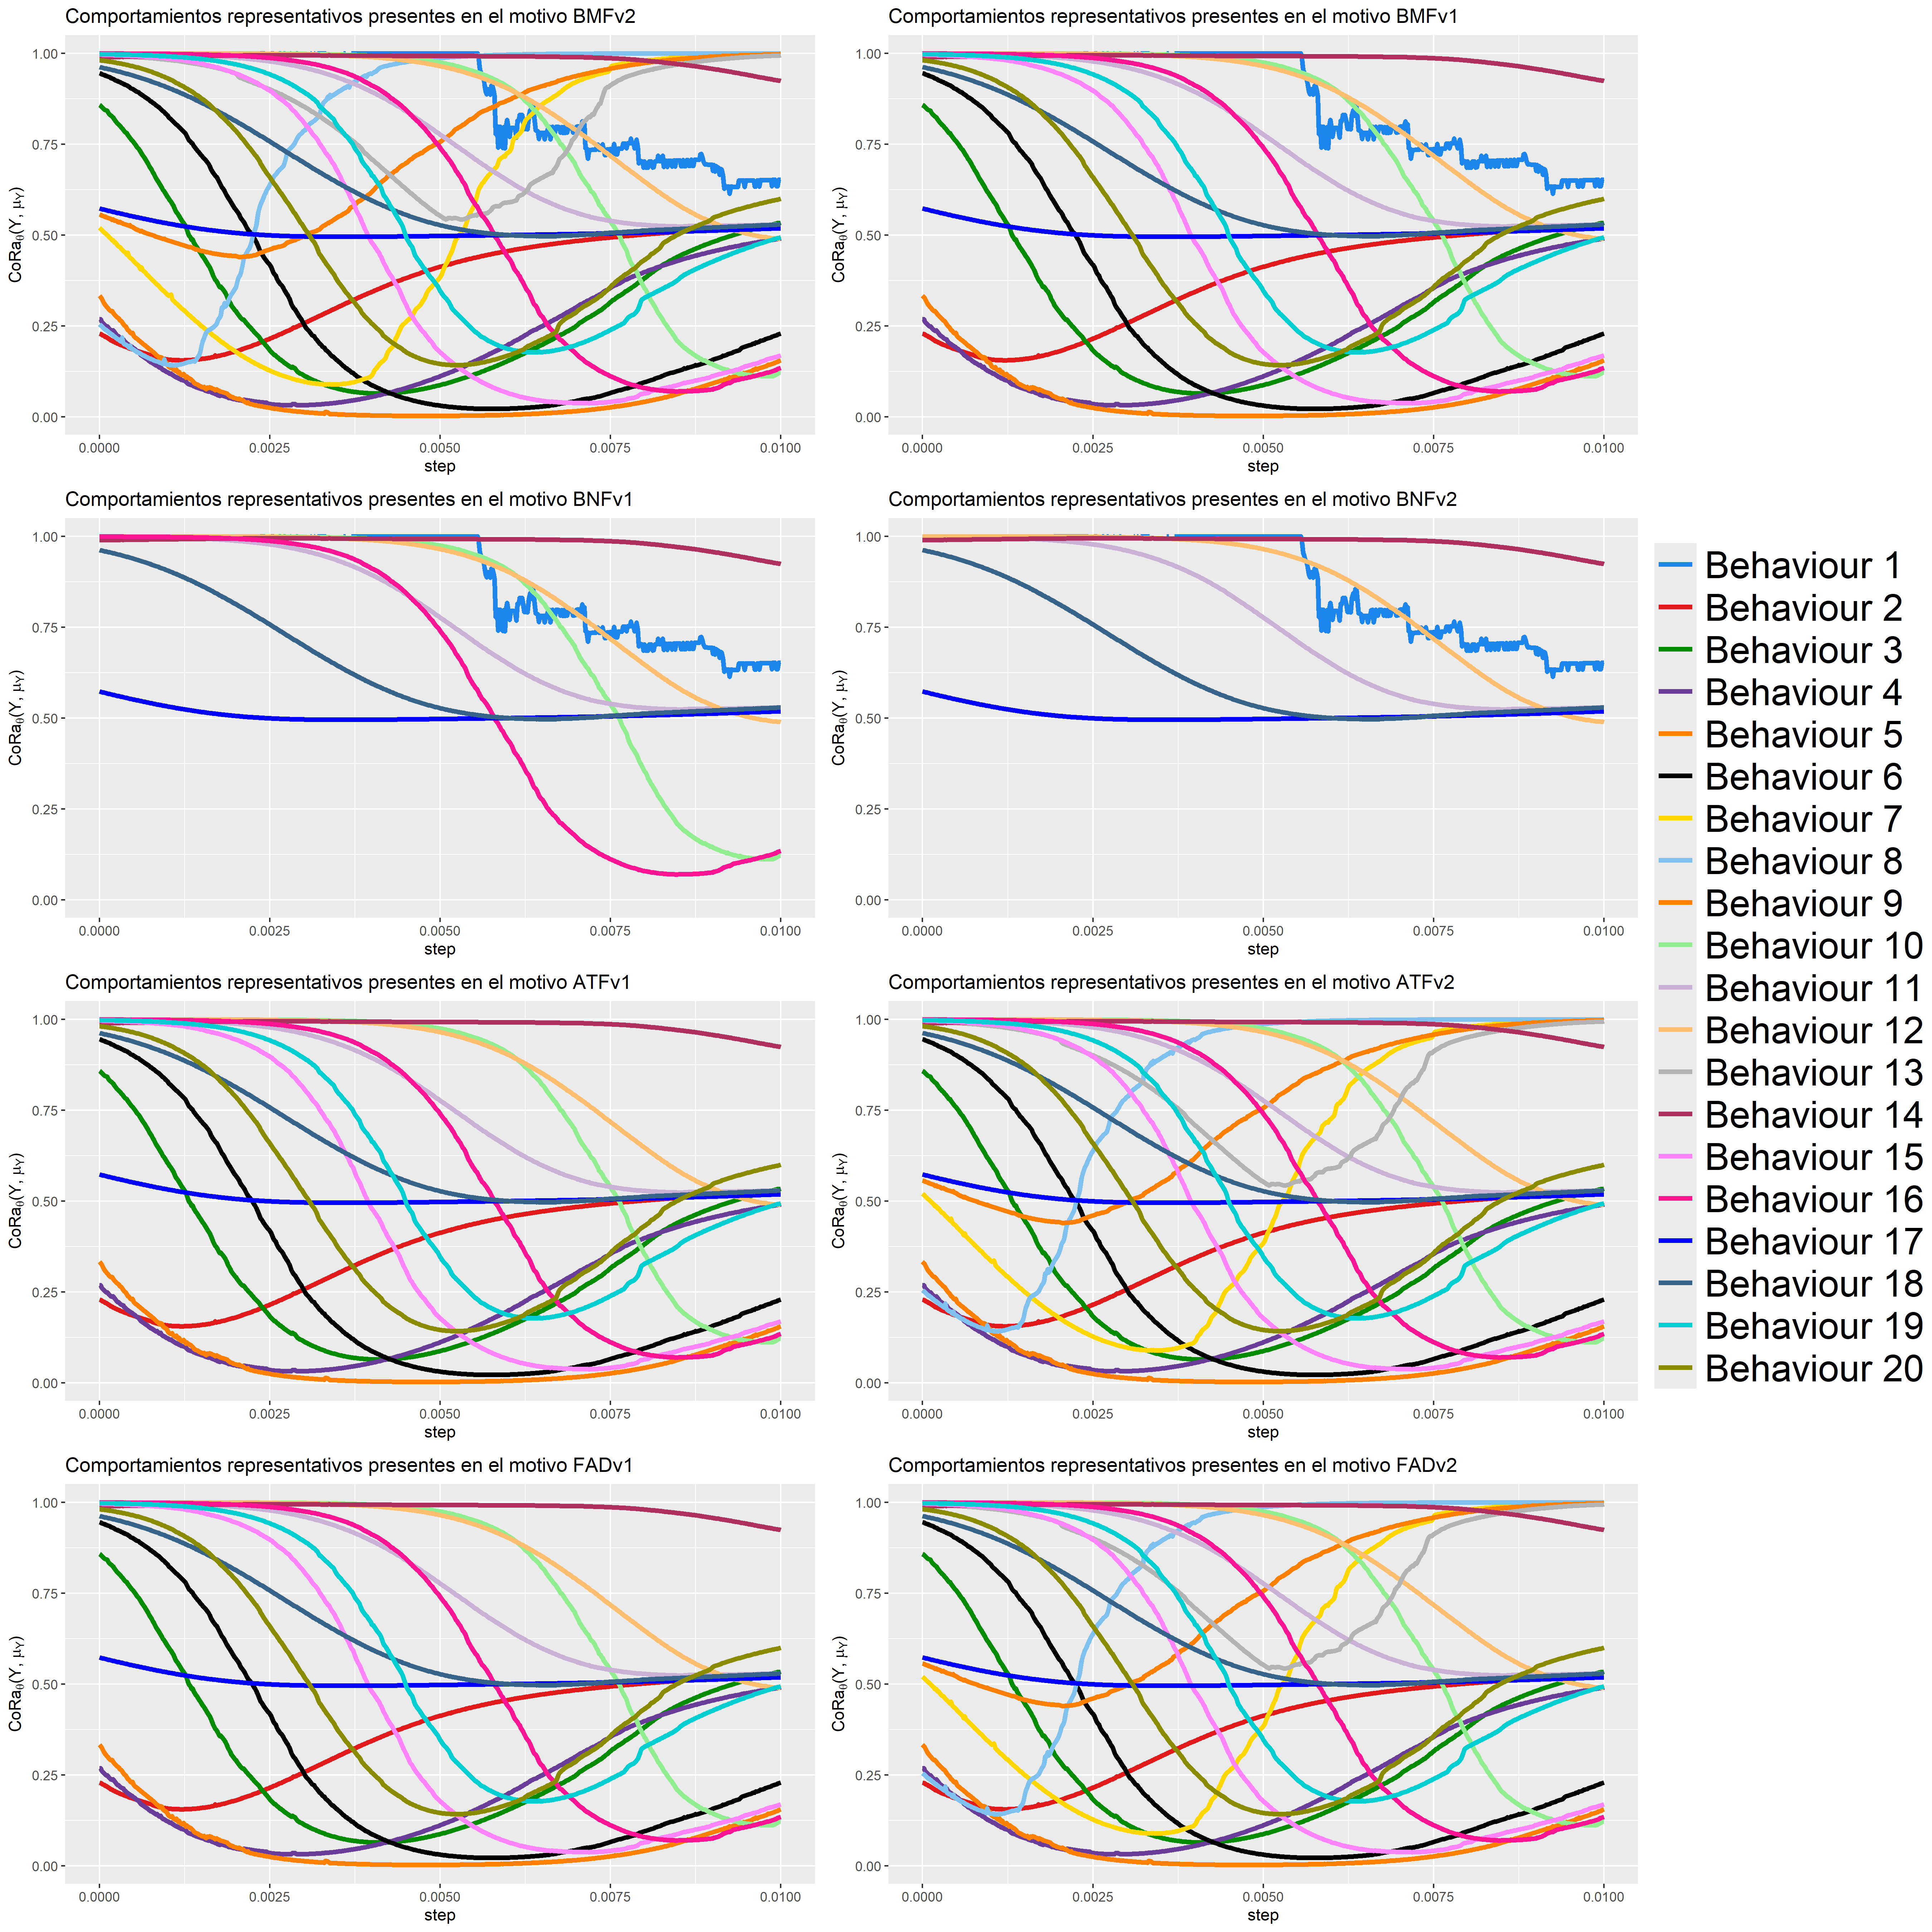 Comportamientos representativos presentes en el motivo BMFv2
CoRaθ(Y, μY)
1.00
0.75
0.50
0.25
0.00
0.0000 0.0025 0.0050 0.0075 0.0100
step
Comportamientos representativos presentes en el motivo BMFv1
CoRaθ(Y, μY)
1.00
0.75
0.50
0.25
0.00
0.0000 0.0025 0.0050 0.0075 0.0100
step
Comportamientos representativos presentes en el motivo BNFv1
CoRaθ(Y, μY)
1.00
0.75
0.50
0.25
0.00
0.0000 0.0025 0.0050 0.0075 0.0100
step
Comportamientos representativos presentes en el motivo BNFv2
CoRaθ(Y, μY)
1.00
0.75
0.50
0.25
0.00
0.0000 0.0025 0.0050 0.0075 0.0100
step
Comportamientos representativos presentes en el motivo ATFv1
CoRaθ(Y, μY)
1.00
0.75
0.50
0.25
0.00
0.0000 0.0025 0.0050 0.0075 0.0100
step
Comportamientos representativos presentes en el motivo ATFv2
CoRaθ(Y, μY)
1.00
0.75
0.50
0.25
0.00
0.0000 0.0025 0.0050 0.0075 0.0100
step
Comportamientos representativos presentes en el motivo FADv1
CoRaθ(Y, μY)
1.00
0.75
0.50
0.25
0.00
0.0000 0.0025 0.0050 0.0075 0.0100
step
Comportamientos representativos presentes en el motivo FADv2
CoRaθ(Y, μY)
1.00
0.75
0.50
0.25
0.00
0.0000 0.0025 0.0050 0.0075 0.0100
step
Behaviour 1
Behaviour 2
Behaviour 3
Behaviour 4
Behaviour 5
Behaviour 6
Behaviour 7
Behaviour 8
Behaviour 9
Behaviour 10
Behaviour 11
Behaviour 12
Behaviour 13
Behaviour 14
Behaviour 15
Behaviour 16
Behaviour 17
Behaviour 18
Behaviour 19
Behaviour 20